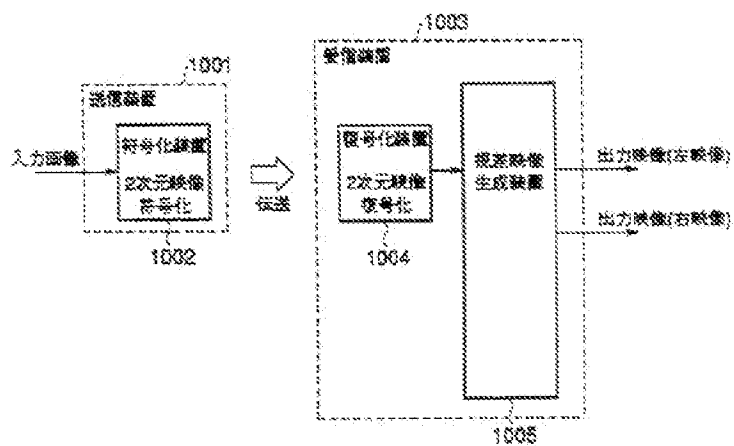 1003
1001
受信装置
送信装置
入力画像
符号化装置
2次元映像
符号化
1002
伝送
復号化装置
2次元映像
復号化
1004
視差映像
生成装置
出力映像(左映像)
出力映像(右映像)
1005